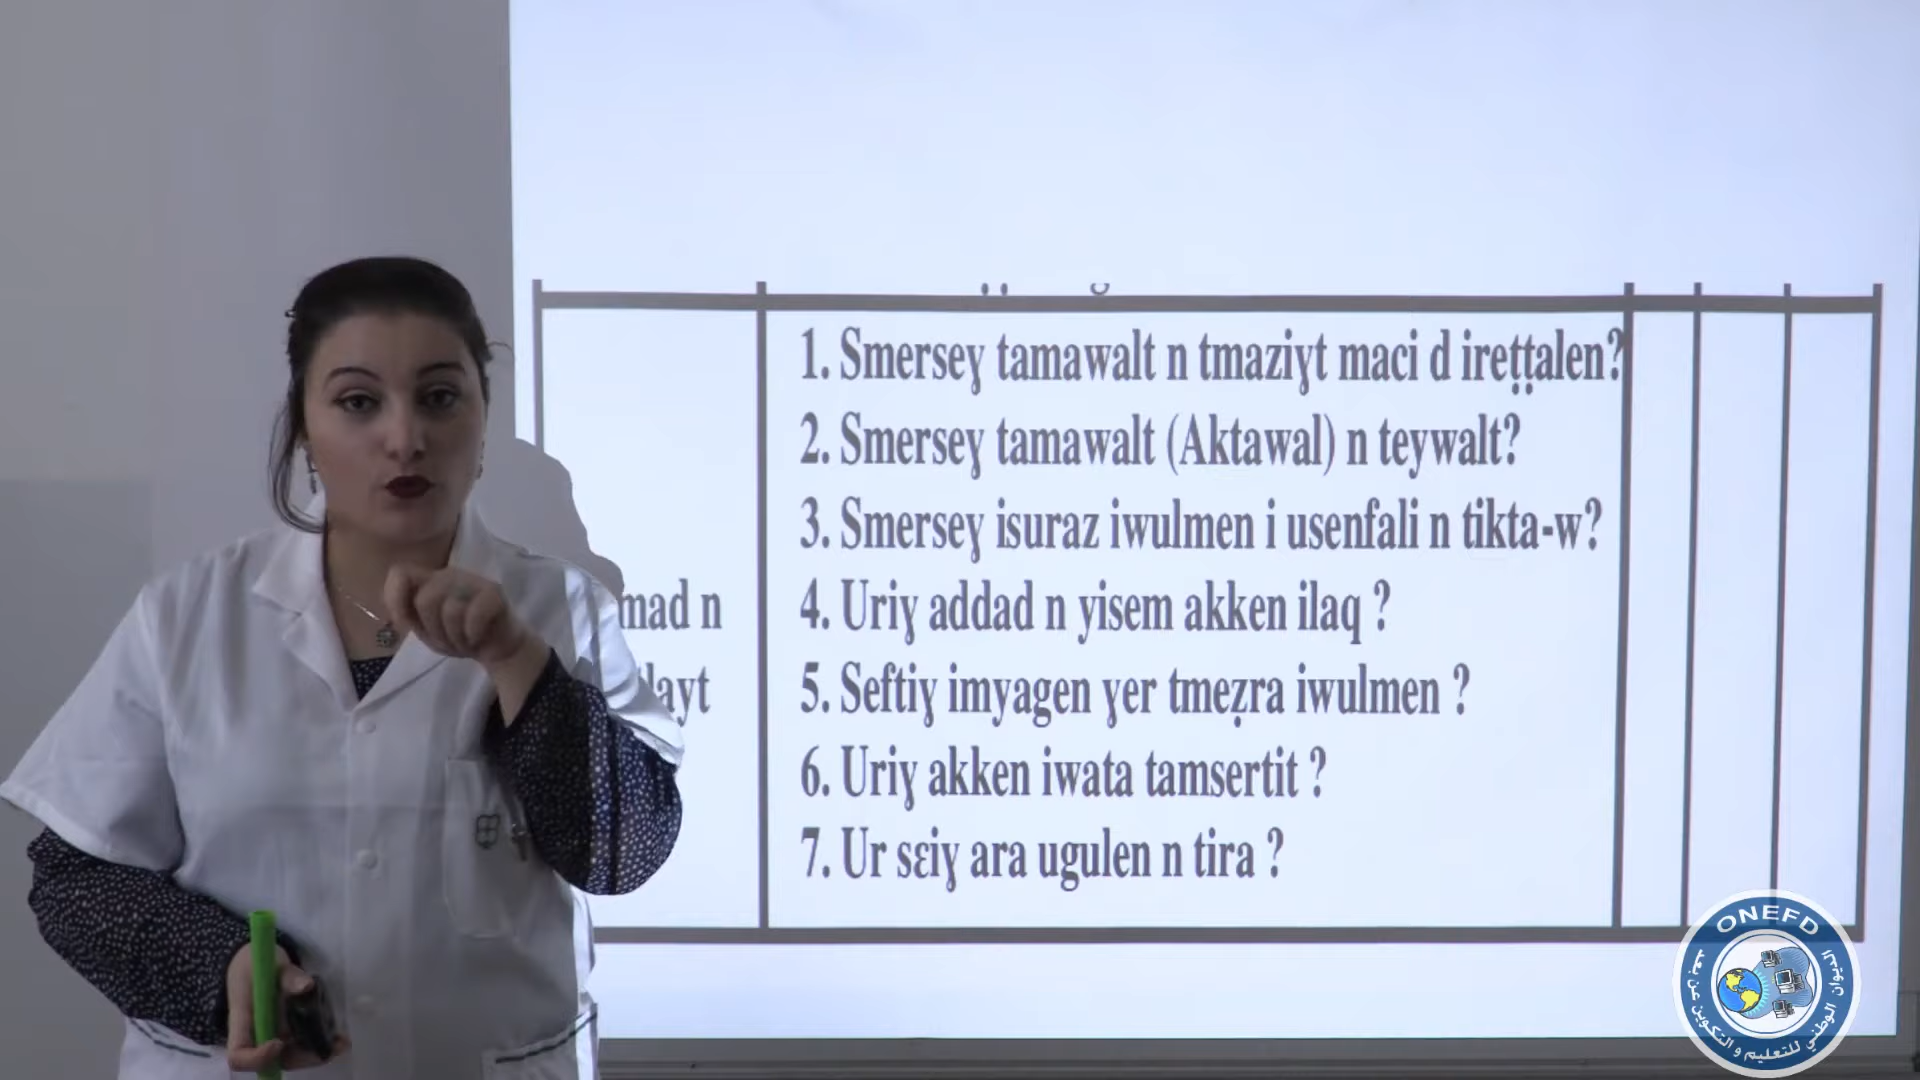 1. Smerseɣ tamawalt n tmaziɣt maci d ireṭṭalen?
2. Smerseɣ tamawalt (Aktawal) n teywalt?
3. Smerseɣ isuraz iwulmen i usenfali n tikta-w?
mad n
4. Uriɣ addad n yisem akken ilaq ?
layt
5. Seftiɣ imyagen ɣer tmeẓra iwulmen ?
6. Uriɣ akken iwata tamsertit ?
7. Ur sɛiɣ ara ugulen n tira ?
ONEFD
الديوان الوطني للتعليم و التكوين عن بعد